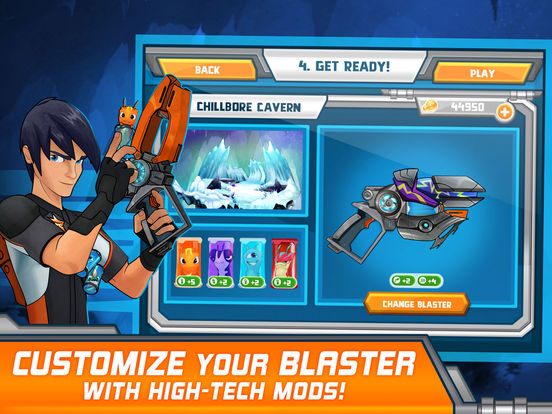 4. GET READY!
BACK
PLAY
CHILLBORE CAVERN
44950
+5
+2
+2
+2
+2
+4
CHANGE BLASTER
CUSTOMIZE YOUR BLASTER
WITH HIGH-TECH MODS!